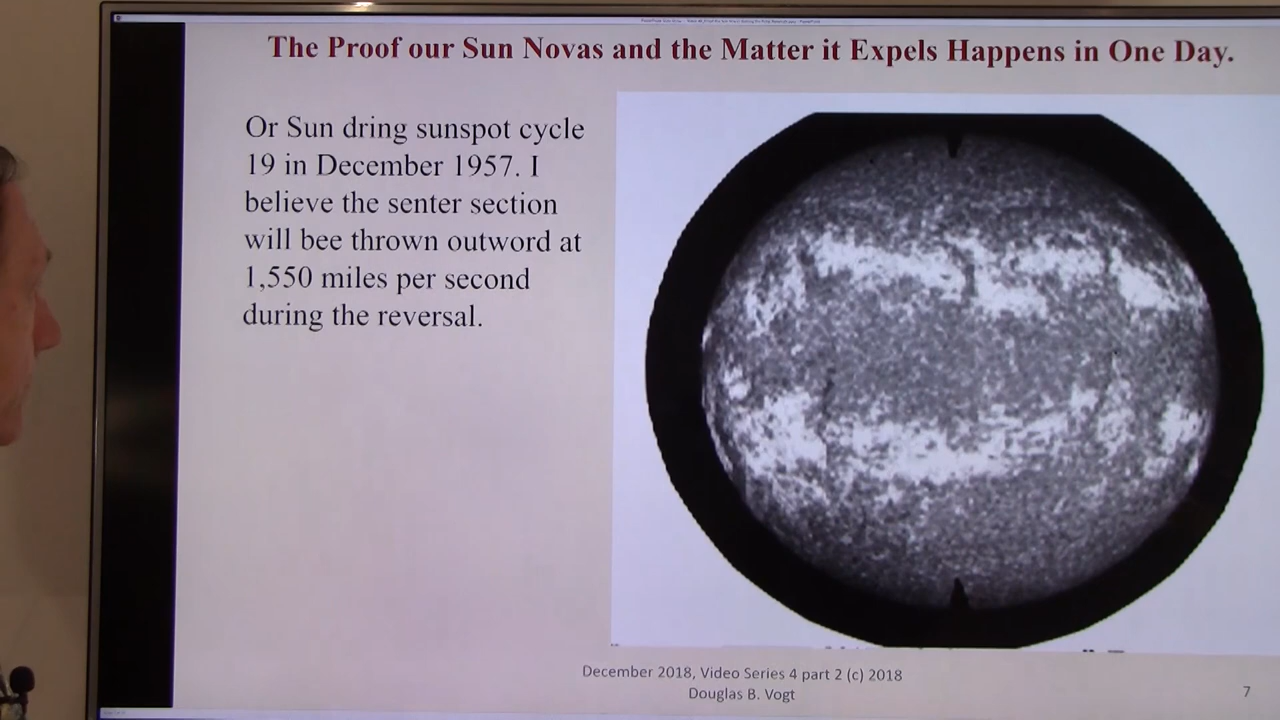 The Proof our Sun Novas and the Matter it Expels Happens in One Day.
Or Sun dring sunspot cycle
19 in December 1957. I
believe the senter section
will bee thrown outword at
1,550 miles per second
during the reversal.
December 2018, Video Series 4 part 2 (c) 2018
Douglas B. Vogt
7